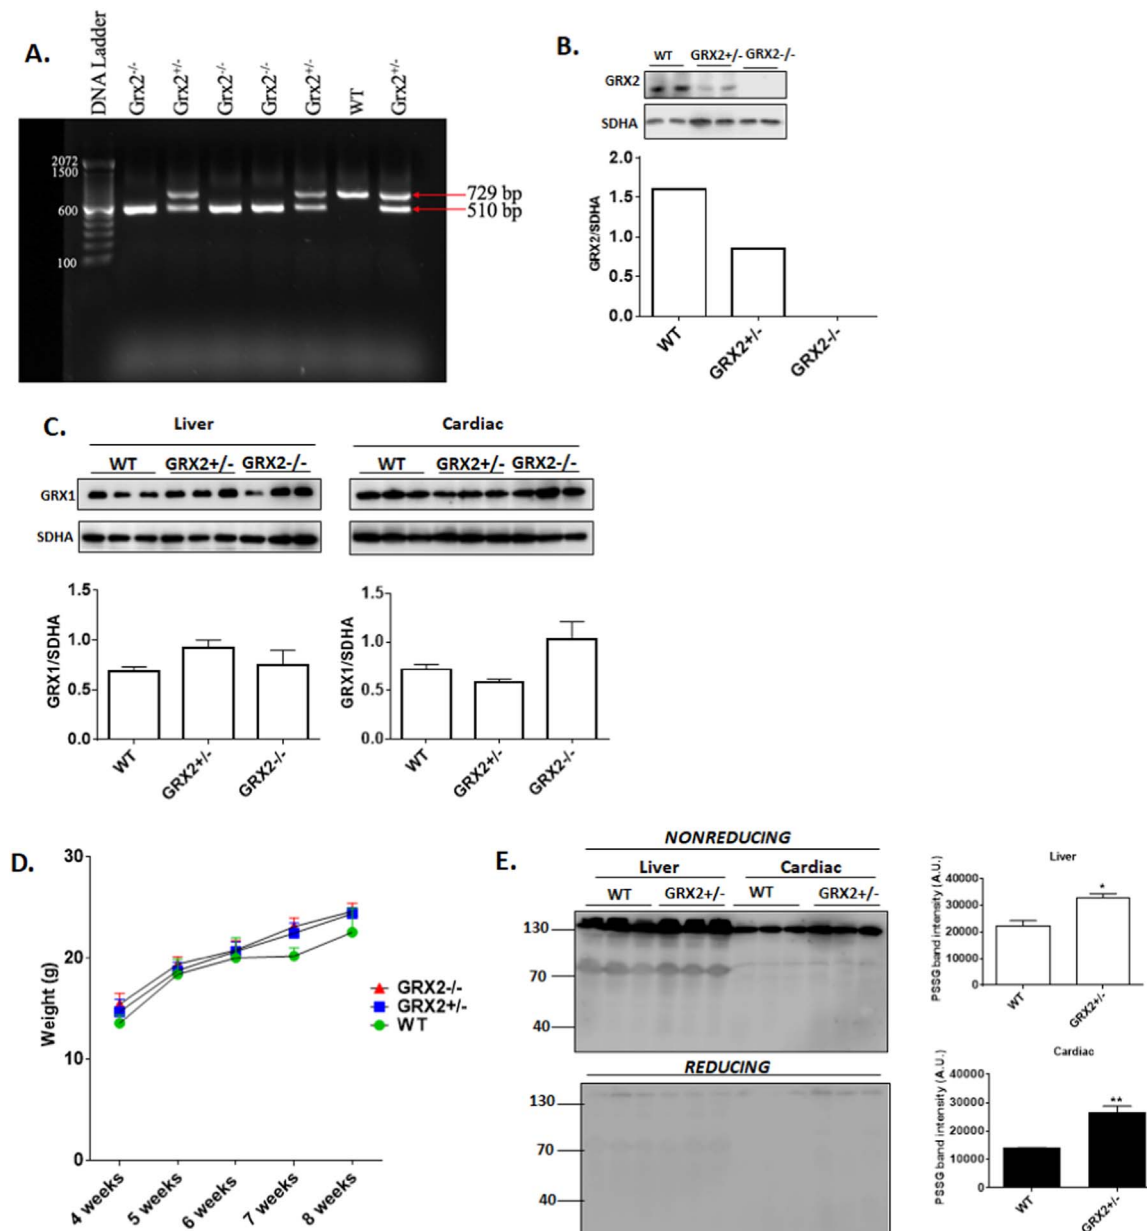 A.
DNA Ladder
Grx2-/-
Grx2+/-
Grx2-/-
Grx2-/-
Grx2+/-
WT
Grx2+/-
2072
1500
600
100
729 bp
510 bp
B.
WT GRX2+/- GRX2-/-
GRX2
SDHA
2.0
1.5
1.0
0.5
0.0
GRX2/SDHA
WT
GRX2+/-
GRX2-/-
C.
Liver
WT GRX2+/- GRX2-/-
GRX1
SDHA
1.5
1.0
0.5
0.0
GRX1/SDHA
WT
GRX2+/-
GRX2-/-
Cardiac
WT GRX2+/- GRX2-/-
1.5
1.0
0.5
0.0
GRX1/SDHA
WT
GRX2+/-
GRX2-/-
D.
30
20
10
0
Weight (g)
GRX2-/-
GRX2+/-
WT
4 weeks
5 weeks
6 weeks
7 weeks
8 weeks
E.
NONREDUCING
Liver Cardiac
WT GRX2+/- WT GRX2+/-
130
70
40
REDUCING
130
70
40
Liver
40000
30000
20000
10000
0
PSSG band intensity (A.U.)
*
WT
GRX2+/-
Cardiac
40000
30000
20000
10000
0
PSSG band intensity (A.U.)
**
WT
GRX2+/-